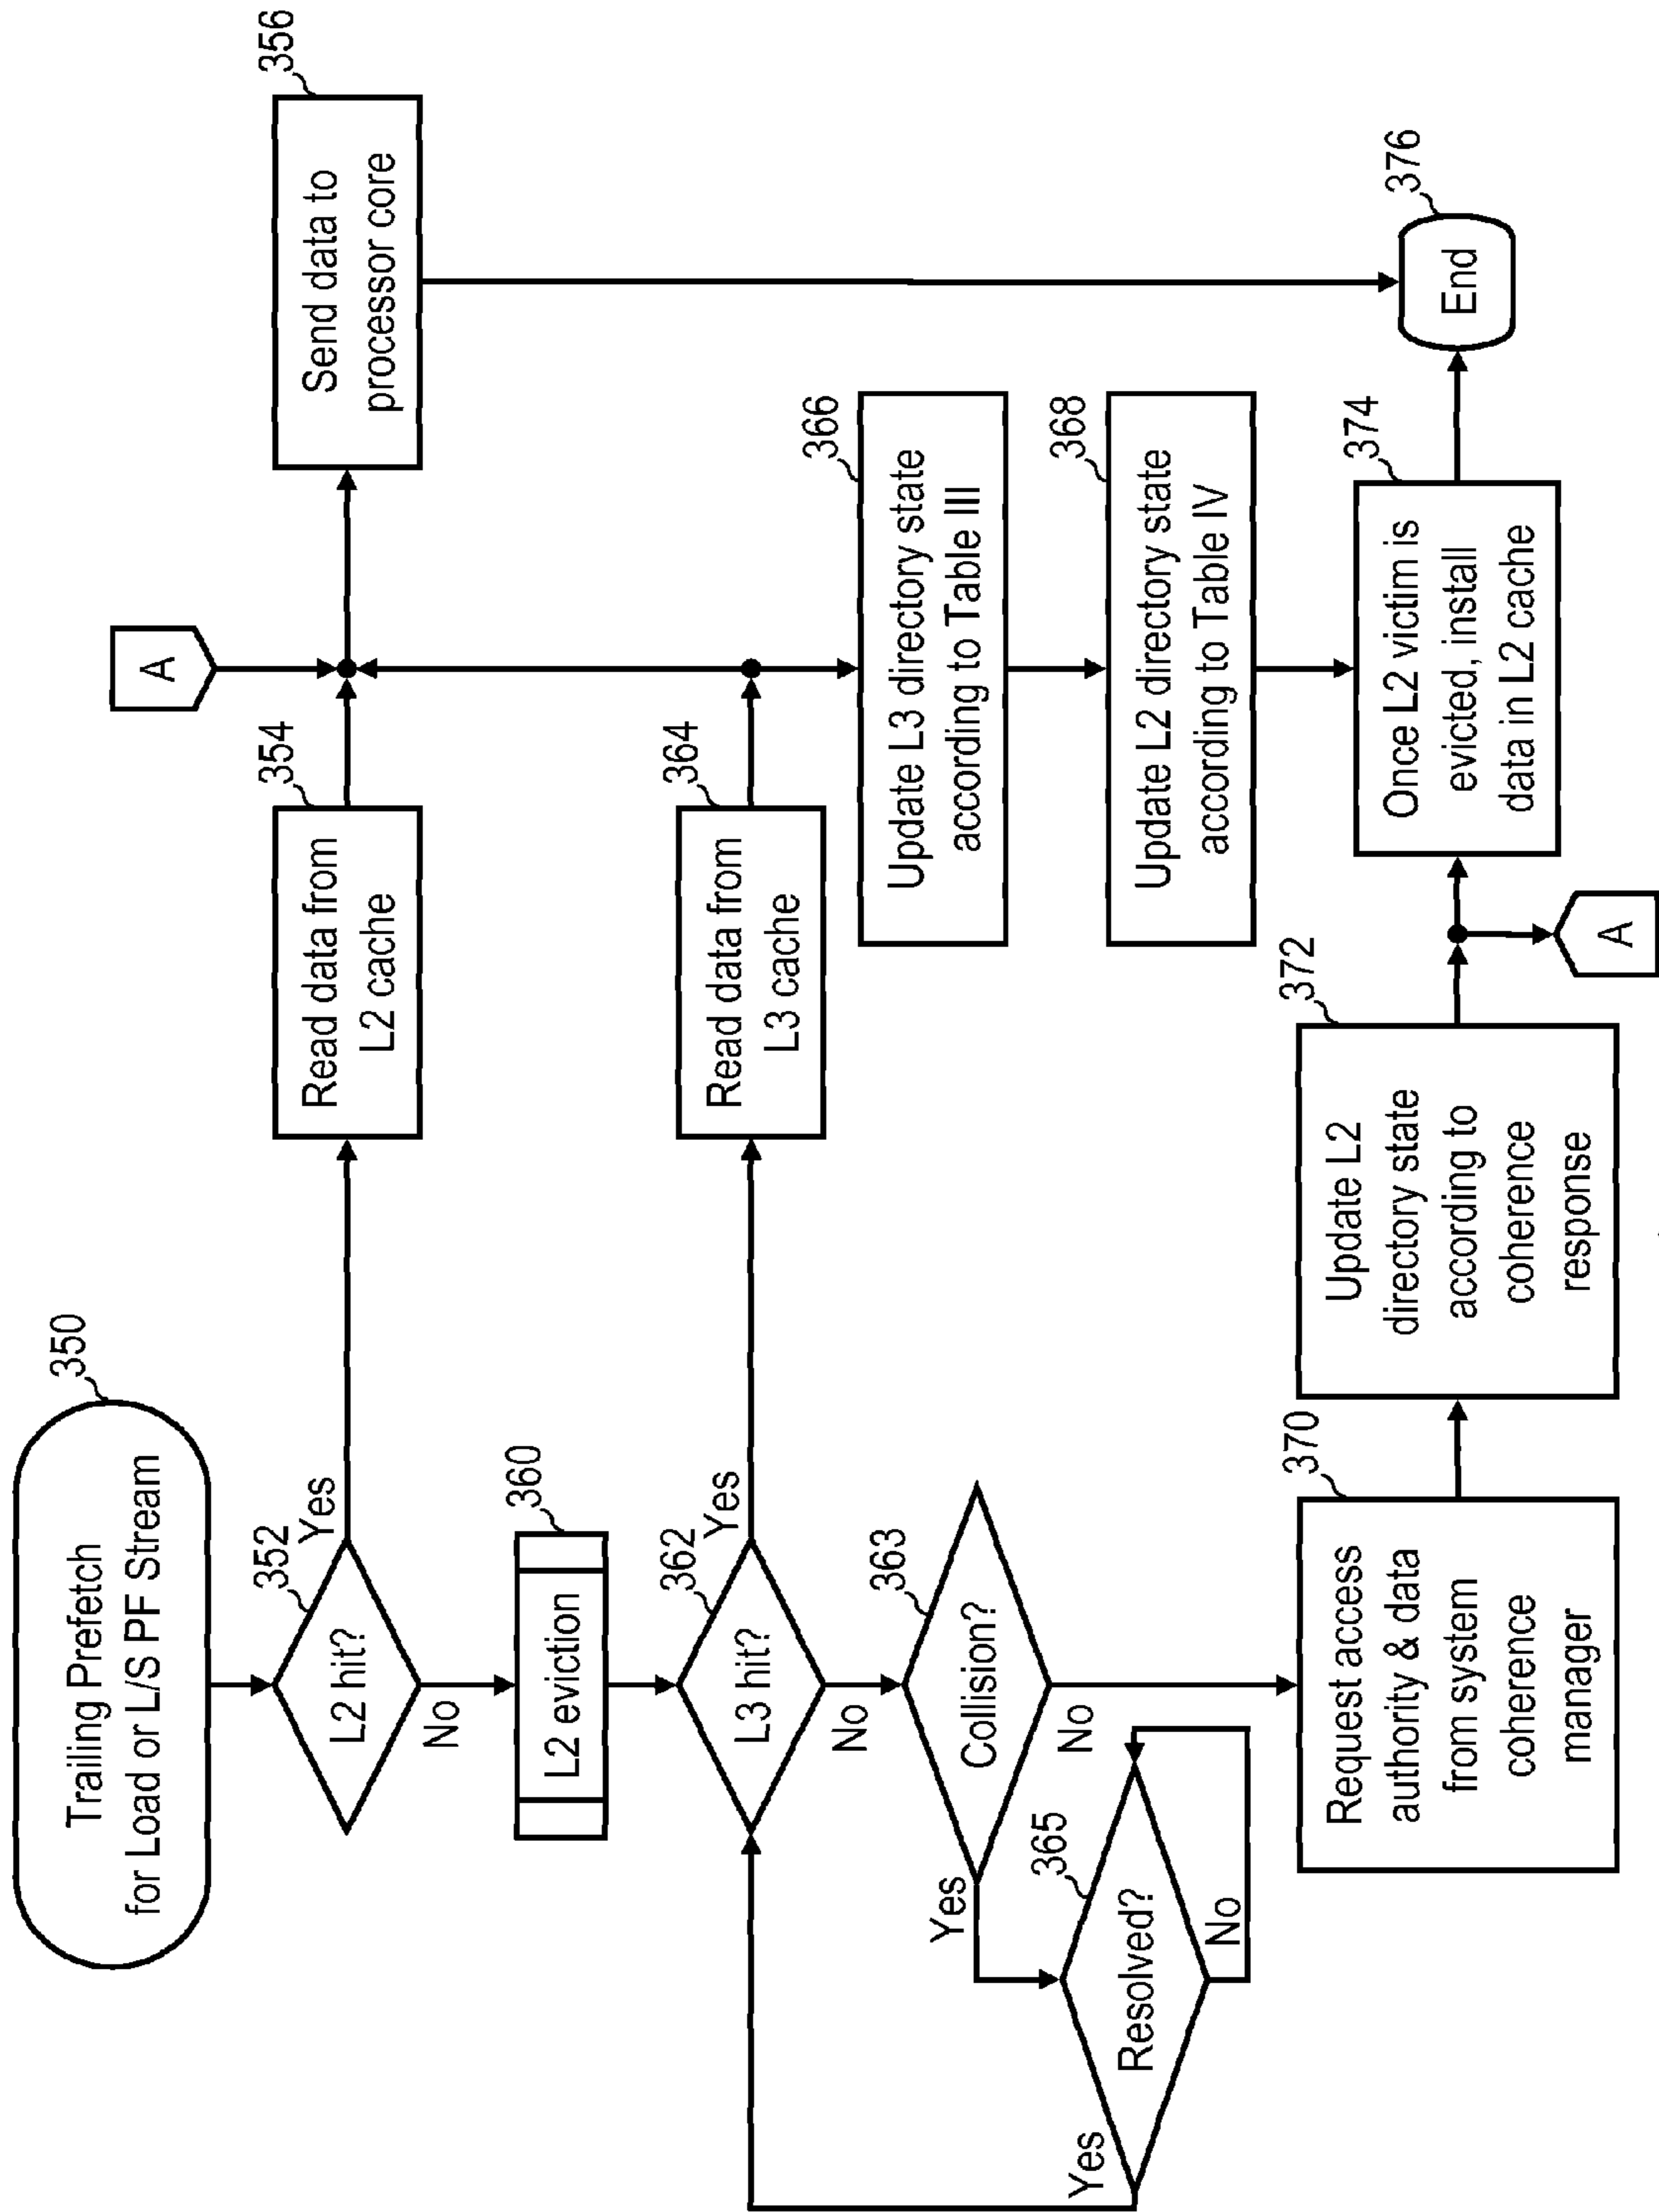 350
Trailing Prefetch
for Load or L/S PF Stream
352
L2 hit?
Yes
No
354
Read data from
L2 cache
A
356
Send data to
processor core
360
L2 eviction
362
L3 hit?
Yes
No
364
Read data from
L3 cache
366
Update L3 directory state
according to Table III
368
Update L2 directory state
according to Table IV
363
Collision?
Yes
No
365
Resolved?
Yes
No
370
Request access
authority & data
from system
coherence
manager
372
Update L2
directory state
according to
coherence
response
A
374
Once L2 victim is
evicted, install
data in L2 cache
376
End